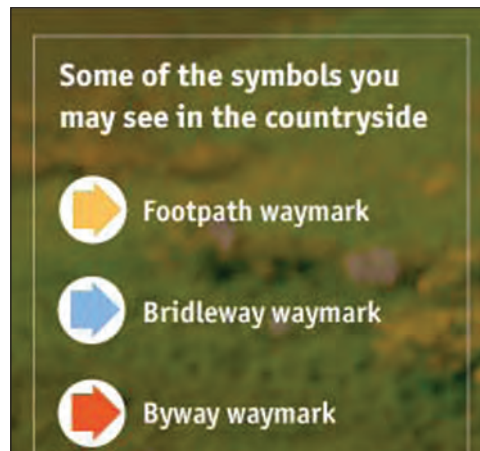 Some of the symbols you
may see in the countryside
Footpath waymark
Bridleway waymark
Byway waymark